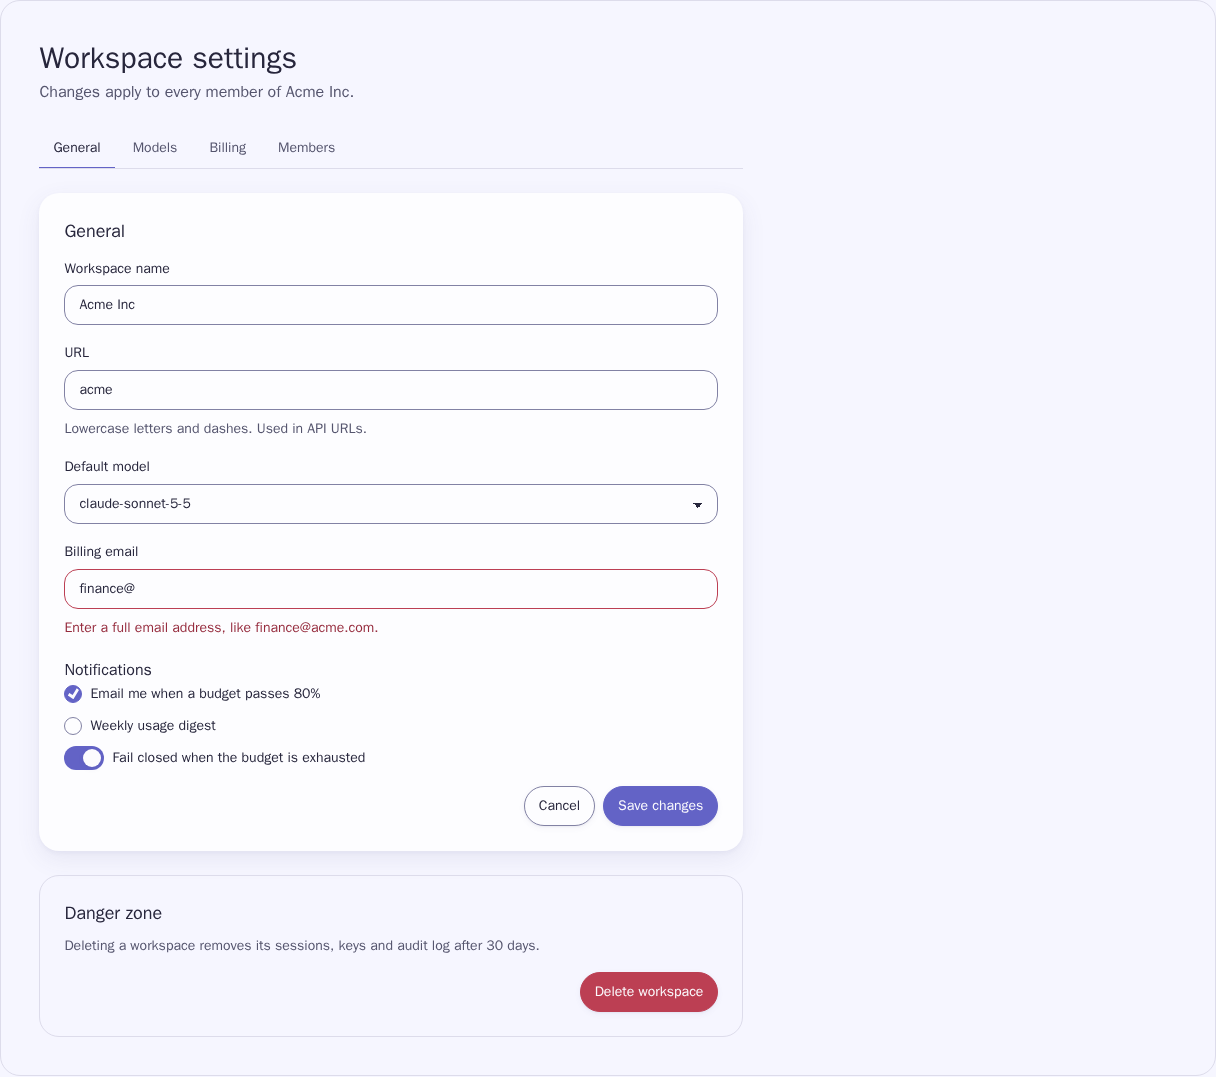 Workspace settings
Changes apply to every member of Acme Inc.
General Models Billing Members
General
Workspace name
Acme Inc
URL
acme
Lowercase letters and dashes. Used in API URLs.
Default model
claude-sonnet-5-5
Billing email
finance@
Enter a full email address, like finance@acme.com.
Notifications
Email me when a budget passes 80%
Weekly usage digest
Fail closed when the budget is exhausted
Cancel Save changes
Danger zone
Deleting a workspace removes its sessions, keys and audit log after 30 days.
Delete workspace